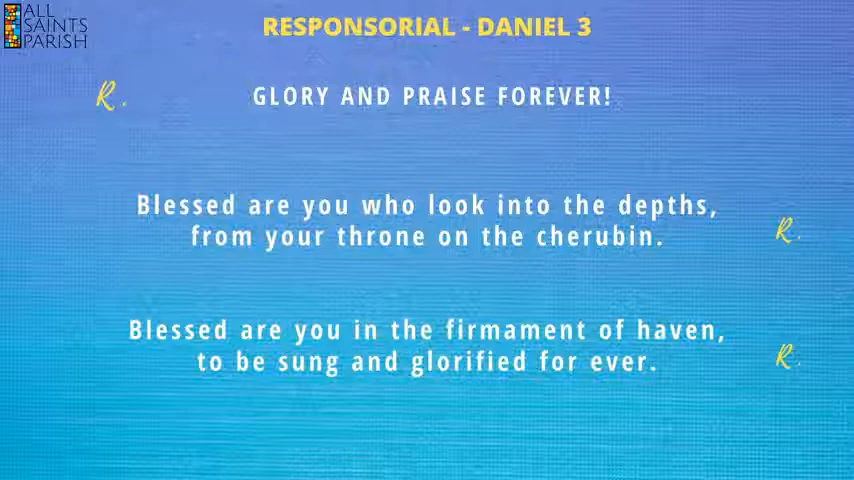 ALL
SAINTS
PARISH
RESPONSORIAL - DANIEL 3
R.
GLORY AND PRAISE FOREVER!
Blessed are you who look into the depths,
from your throne on the cherubin.
R.
Blessed are you in the firmament of haven,
to be sung and glorified for ever.
R.